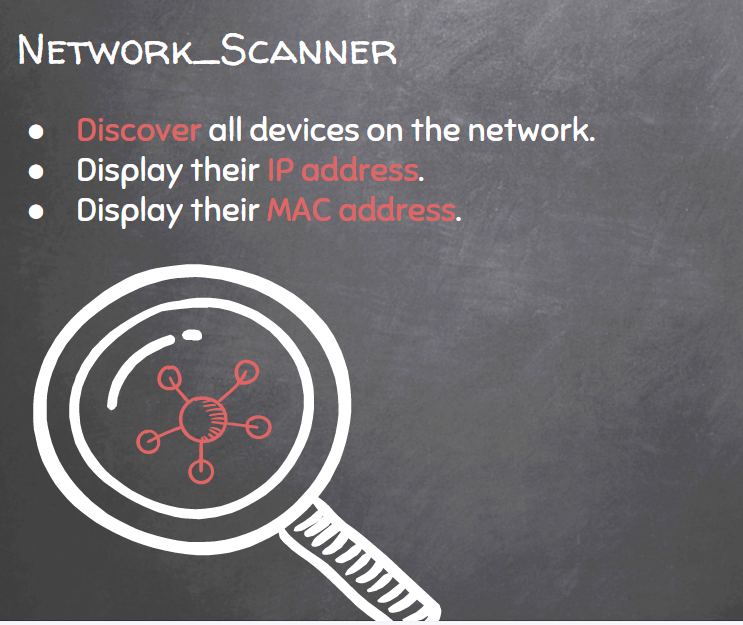 Network_Scanner
● Discover all devices on the network.
● Display their IP address.
● Display their MAC address.